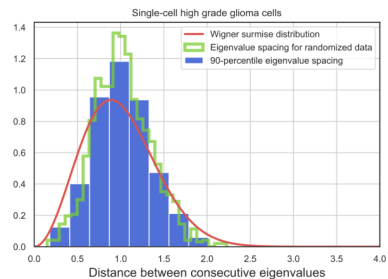 Single-cell high grade glioma cells
1.4
1.2
1.0
0.8
0.6
0.4
0.2
0.0
Wigner surmise distribution
Eigenvalue spacing for randomized data
90-percentile eigenvalue spacing
0.0 0.5 1.0 1.5 2.0 2.5 3.0 3.5 4.0
Distance between consecutive eigenvalues